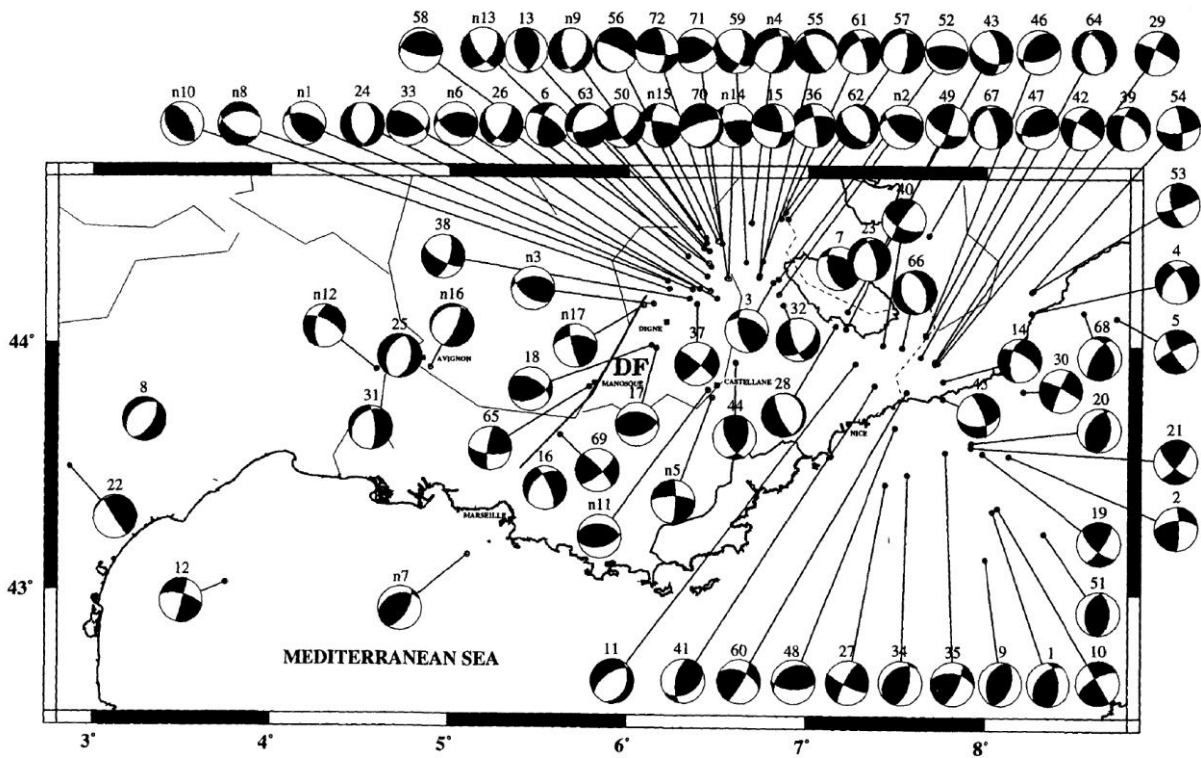 58 n13 13 n9 56 72 71 59 n4 55 61 57 52 43 46 64 29
n10 n8 n1 24 33 n6 26 6 63 50 n15 70 n14 15 36 62 n2 49 67 47 42 39 54
53
40
38 7 23 4
n3 66
n12 n16 3 32
25 n17 DIGNE 37 14 68 5
44° AVIGNON DF 30
18 MANOSQUE CASTELLANE
8 31 17 28 45 20
65 44 NICE
69 21
16 n5
22 n11 19 2
MARSEILLE
43° 12 n7 51
MEDITERRANEAN SEA 11 41 60 48 27 34 35 9 1 10
3° 4° 5° 6° 7° 8°